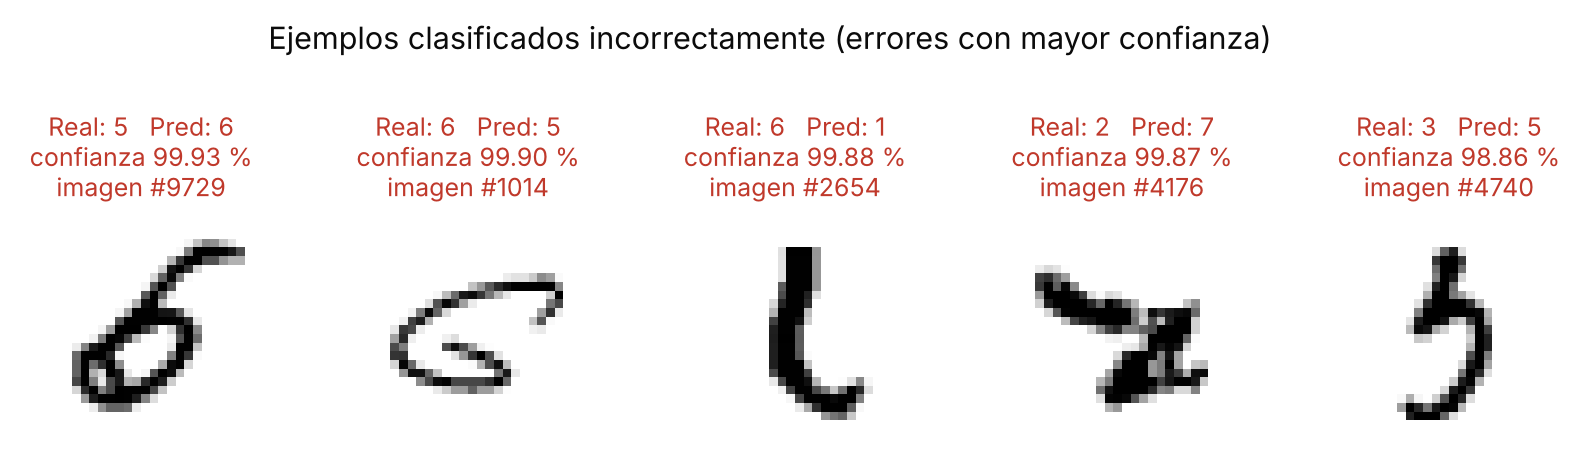 Ejemplos clasificados incorrectamente (errores con mayor confianza)
Real: 5 Pred: 6
confianza 99.93 %
imagen #9729
Real: 6 Pred: 5
confianza 99.90 %
imagen #1014
Real: 6 Pred: 1
confianza 99.88 %
imagen #2654
Real: 2 Pred: 7
confianza 99.87 %
imagen #4176
Real: 3 Pred: 5
confianza 98.86 %
imagen #4740